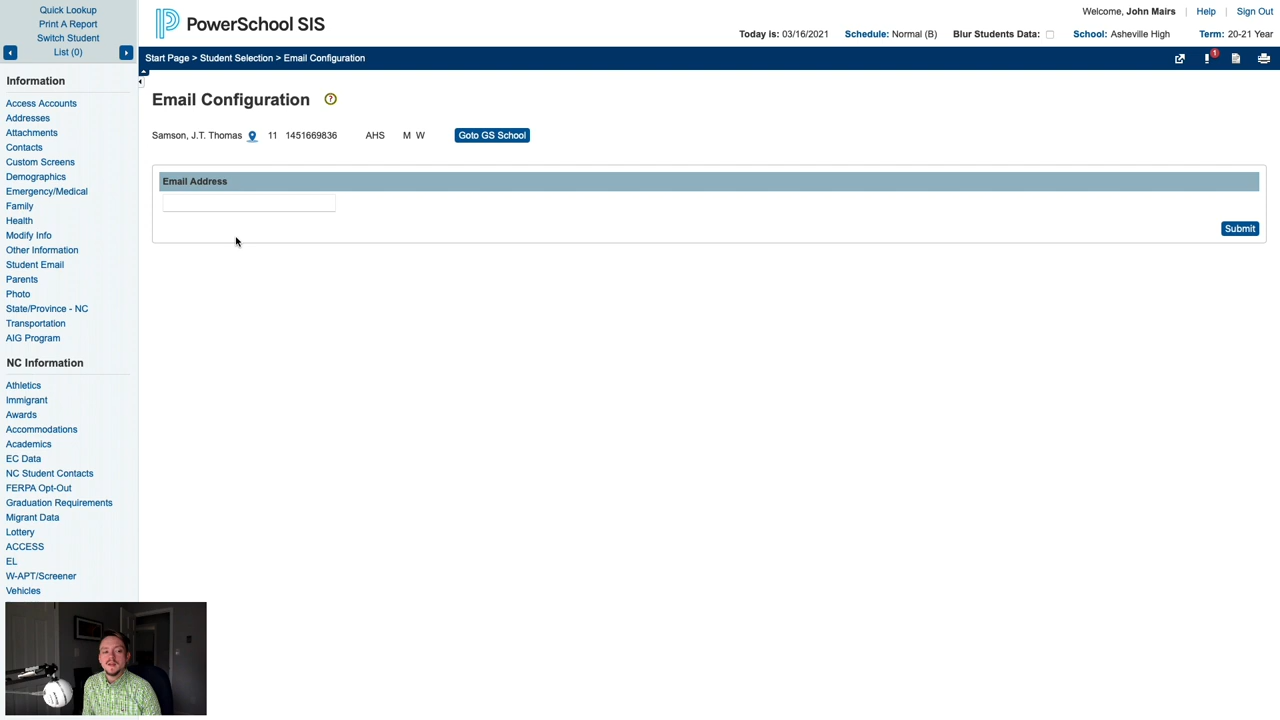 Quick Lookup
Print A Report
Switch Student
List (0)
PowerSchool SIS
Welcome, John Mairs | Help | Sign Out
Today is: 03/16/2021 Schedule: Normal (B) Blur Students Data: School: Asheville High Term: 20-21 Year
Start Page > Student Selection > Email Configuration
1
Information
Access Accounts
Addresses
Attachments
Contacts
Custom Screens
Demographics
Emergency/Medical
Family
Health
Modify Info
Other Information
Student Email
Parents
Photo
State/Province - NC
Transportation
AIG Program
NC Information
Athletics
Immigrant
Awards
Accommodations
Academics
EC Data
NC Student Contacts
FERPA Opt-Out
Graduation Requirements
Migrant Data
Lottery
ACCESS
EL
W-APT/Screener
Vehicles
Email Configuration ?
Samson, J.T. Thomas 11 1451669836 AHS M W Goto GS School
Email Address
Submit